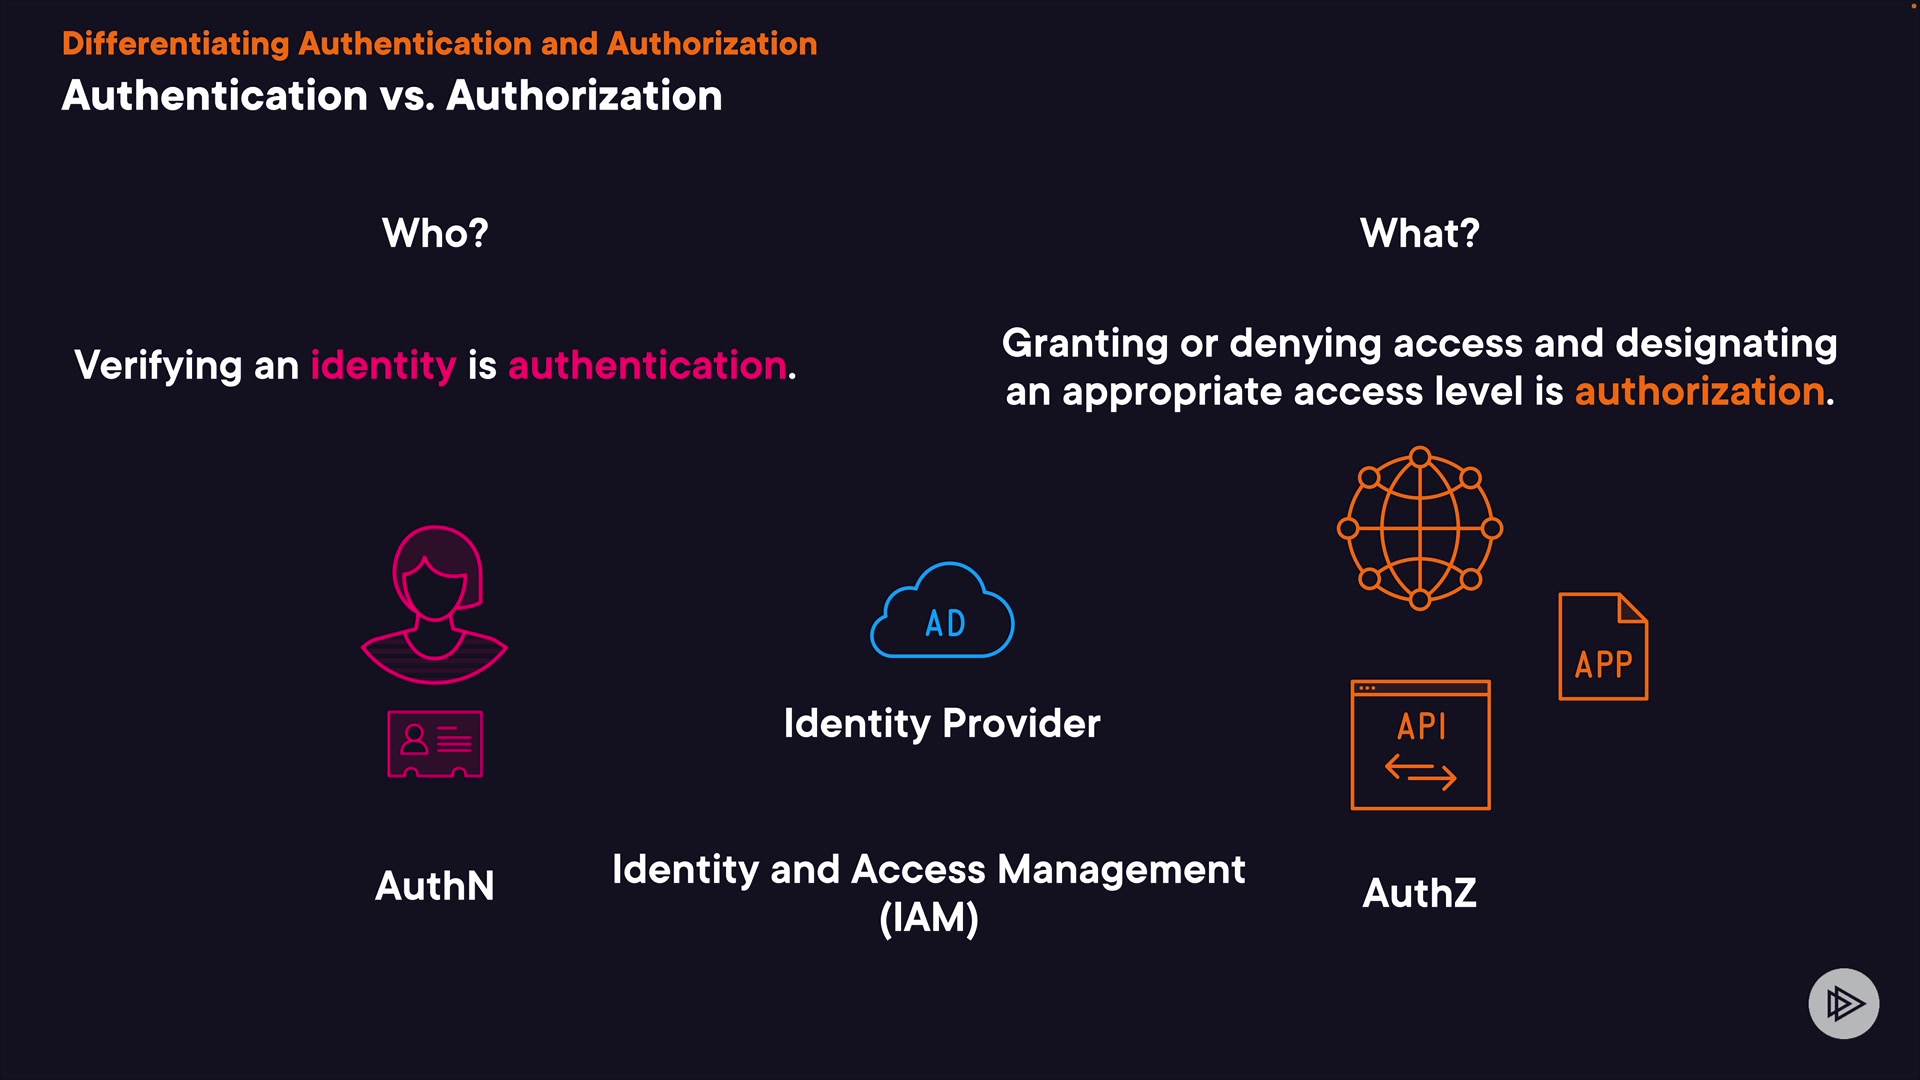 Differentiating Authentication and Authorization
Authentication vs. Authorization
Who?
Verifying an identity is authentication.
What?
Granting or denying access and designating
an appropriate access level is authorization.
AD
Identity Provider
APP
API
AuthN
Identity and Access Management
(IAM)
AuthZ